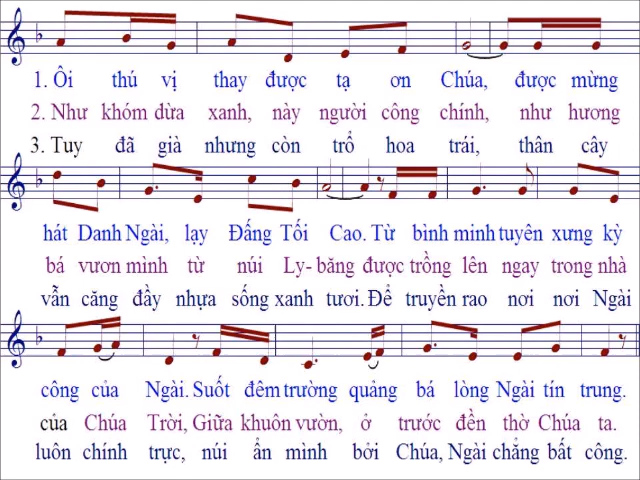 1. Ôi thú vị thay được tạ ơn Chúa, được mừng
2. Như khóm dừa xanh, này người công chính, như hương
3. Tuy đã già nhưng còn trổ hoa trái, thân cây
hát Danh Ngài, lạy Đấng Tối Cao. Từ bình minh tuyên xưng kỳ
bá vươn mình từ núi Ly- băng được trồng lên ngay trong nhà
vẫn căng đầy nhựa sống xanh tươi. Để truyền rao nơi nơi Ngài
công của Ngài. Suốt đêm trường quảng bá lòng Ngài tín trung.
của Chúa Trời, Giữa khuôn vườn, ở trước đền thờ Chúa ta.
luôn chính trực, núi ẩn mình bởi Chúa, Ngài chẳng bất công.